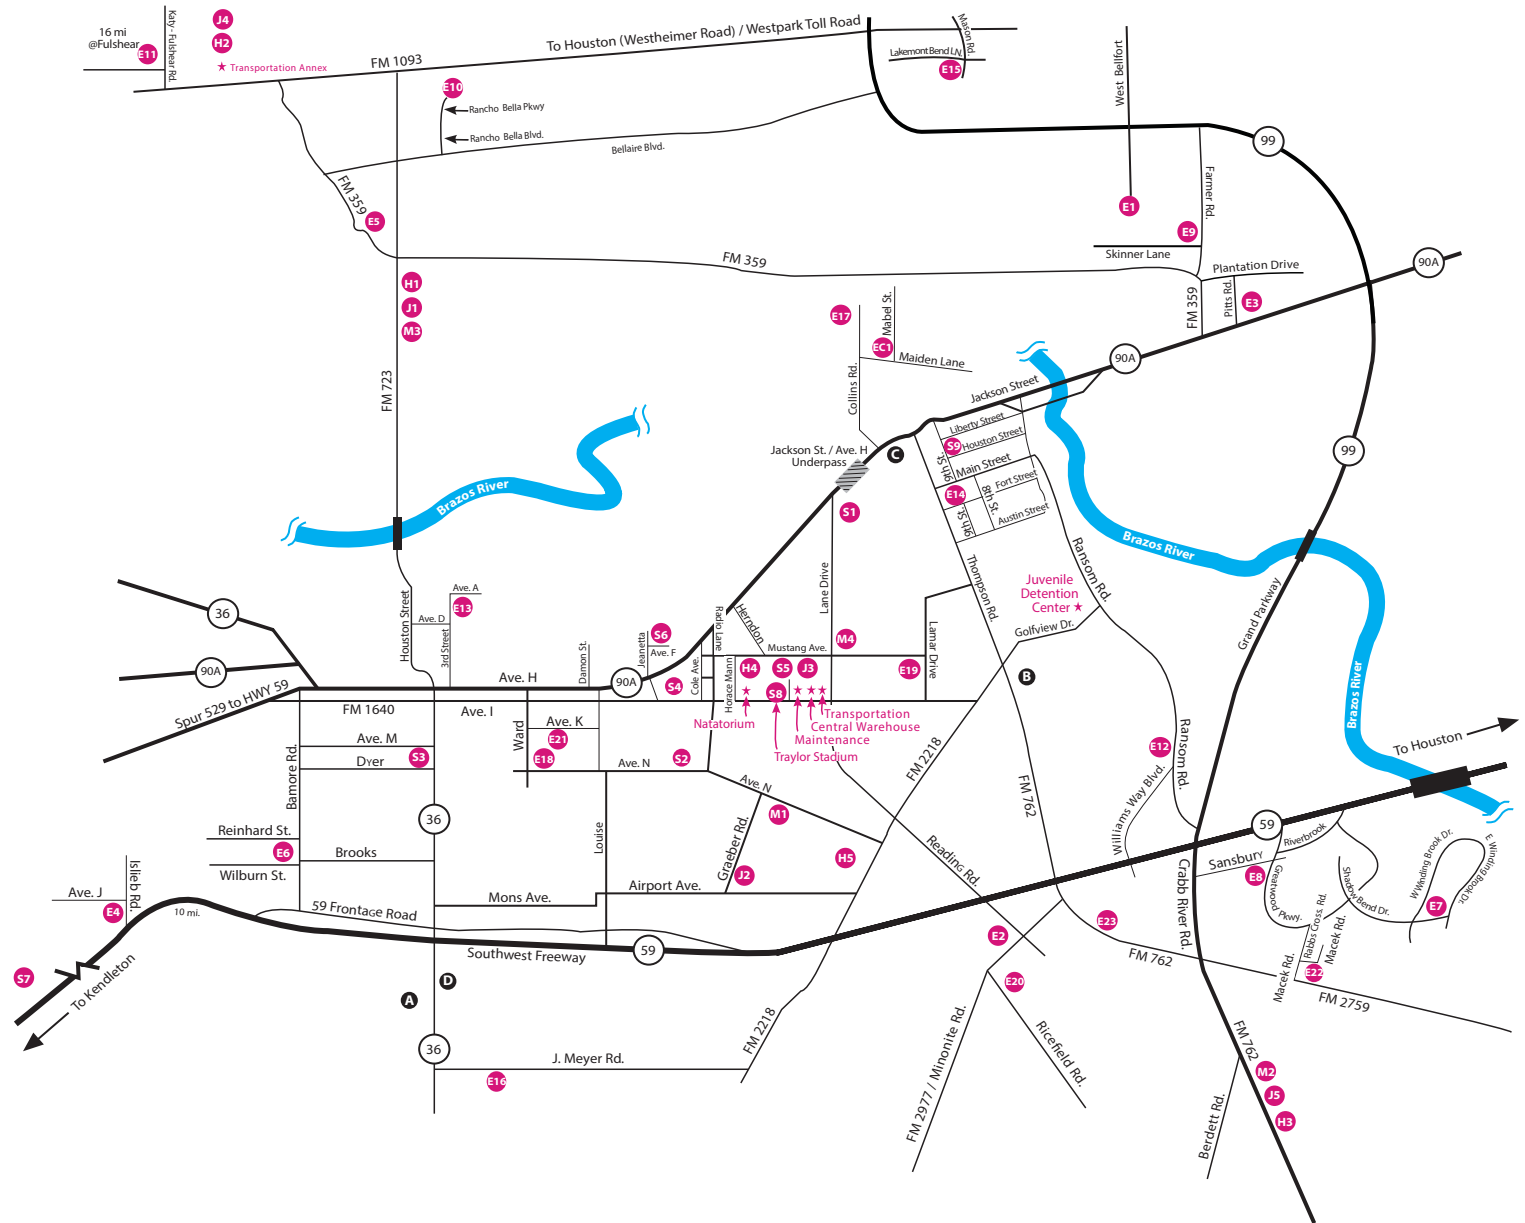 16 mi
@Fulshear
E11
Katy - Fulshear Rd.
J4
H2
Transportation Annex
FM 1093
To Houston (Westheimer Road) / Westpark Toll Road
Mason Rd.
Lakemont Bend LN.
E15
West Bellfort
E10
Rancho Bella Pkwy
Rancho Bella Blvd.
Bellaire Blvd.
99
FM 359
E5
Farmer Rd.
E1
E9
Skinner Lane
FM 359
Plantation Drive
90A
Pitts Rd.
E3
FM 359
H1
J1
M3
FM 723
E17
Mabel St.
EC1
Maiden Lane
Collins Rd.
90A
Jackson Street
Liberty Street
S9
Houston Street
9th St.
Main Street
Jackson St. / Ave. H
Underpass
C
99
E14
8th St.
Fort Street
9th St.
Austin Street
S1
Brazos River
Brazos River
Ransom Rd.
Thompson Rd.
Juvenile
Detention
Center
Golfview Dr.
Grand Parkway
Brazos River
36
90A
Spur 529 to HWY 59
Houston Street
Ave. A
E13
Ave. D
3rd Street
Damon St.
Jeanetta
S6
Ave. F
90A
S4
Radio Lane
Cole Ave.
Herndon
Lane Drive
Mustang Ave.
M4
Horace Mann
H4
S5
J3
S8
E19
Lamar Drive
B
Ave. H
FM 1640
Ave. I
Natatorium
Transportation
Central Warehouse
Maintenance
Traylor Stadium
Ward
Ave. K
E21
E18
Ave. M
Dyer
S3
Bamore Rd.
Ave. N
S2
Ave. N
M1
FM 2218
FM 762
E12
Ransom Rd.
Williams Way Blvd.
To Houston
36
Reinhard St.
E6
Wilburn St.
Brooks
Louise
Graeber Rd.
J2
H5
Reading Rd.
59
Riverbrook
Sansbury
E8
Greatwood Pkwy.
Shadow Bend Dr.
W Winding Brook Dr.
E Winding Brook Dr.
E7
Crabb River Rd.
Ave. J
E4
Isleib Rd.
10 mi.
59 Frontage Road
Mons Ave.
Airport Ave.
Southwest Freeway
59
E23
E2
FM 762
Rabbs Cross. Rd.
Macek Rd.
Macek Rd.
E22
FM 2759
S7
To Kendleton
A
D
E20
36
J. Meyer Rd.
E16
FM 2218
FM 2977 / Minonite Rd.
Ricefield Rd.
FM 762
M2
J5
H3
Berdett Rd.